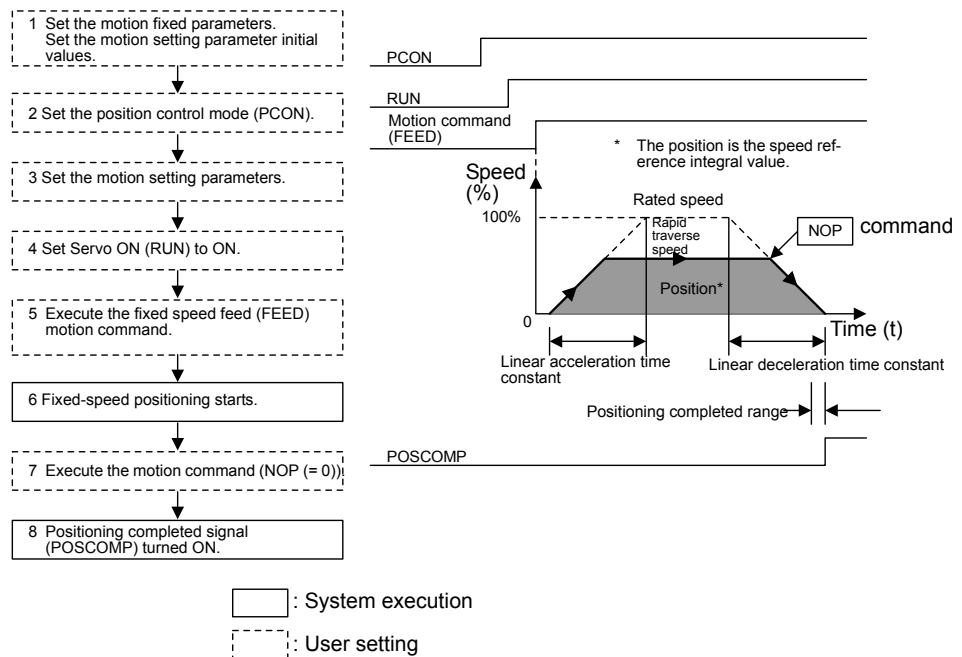 1 Set the motion fixed parameters.
Set the motion setting parameter initial
values.
2 Set the position control mode (PCON).
3 Set the motion setting parameters.
4 Set Servo ON (RUN) to ON.
5 Execute the fixed speed feed (FEED)
motion command.
6 Fixed-speed positioning starts.
7 Execute the motion command (NOP (= 0)).
8 Positioning completed signal
(POSCOMP) turned ON.
PCON
RUN
Motion command
(FEED)
* The position is the speed ref-
erence integral value.
Speed
(%)
Rated speed
100%
Rapid
traverse
speed
NOP command
Position*
0
Time (t)
Linear acceleration time
constant
Linear deceleration time constant
Positioning completed range
POSCOMP
: System execution
: User setting